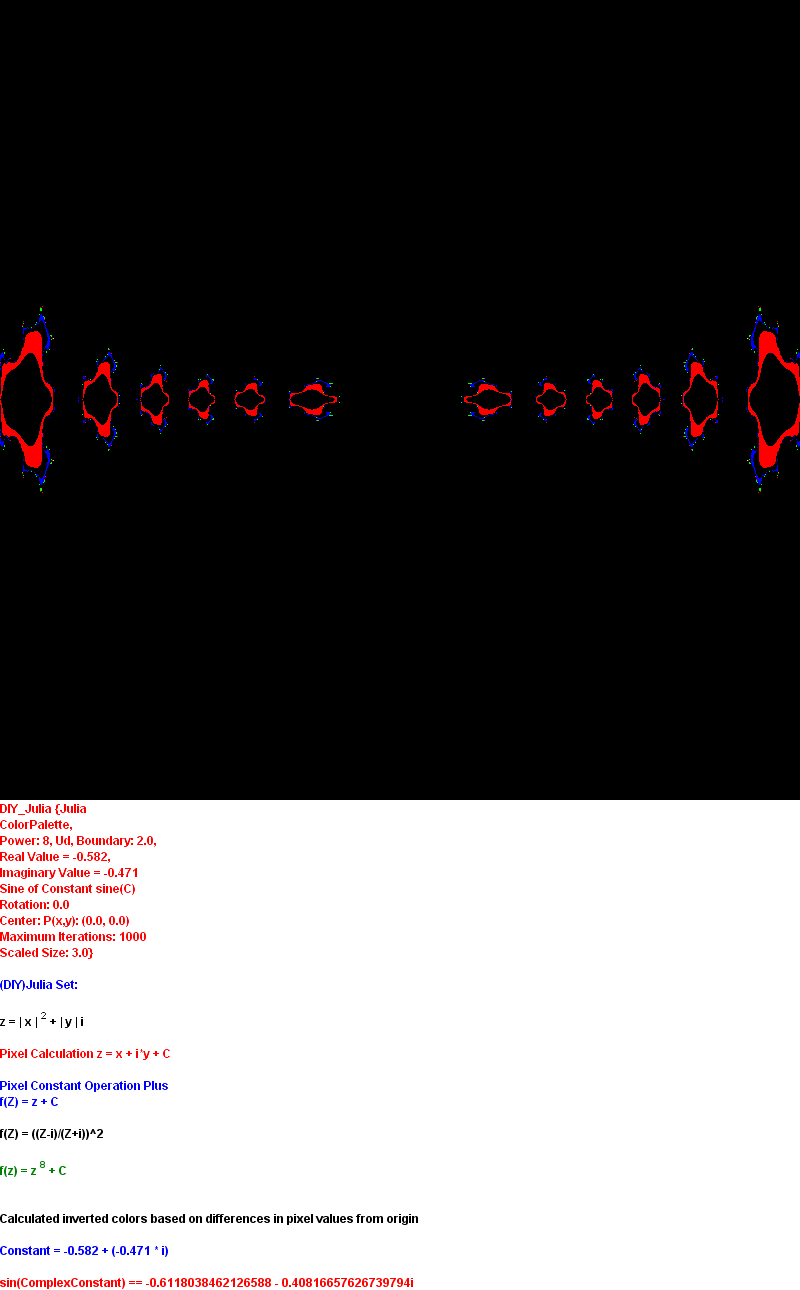 DIY_Julia {Julia
ColorPalette,
Power: 8, Ud, Boundary: 2.0,
Real Value = -0.582,
Imaginary Value = -0.471
Sine of Constant sine(C)
Rotation: 0.0
Center: P(x,y): (0.0, 0.0)
Maximum Iterations: 1000
Scaled Size: 3.0}
(DIY)Julia Set:
z = | x | 2 + | y | i
Pixel Calculation z = x + i*y + C
Pixel Constant Operation Plus
f(Z) = z + C
f(Z) = ((Z-i)/(Z+i))^2
f(z) = z 8 + C
Calculated inverted colors based on differences in pixel values from origin
Constant = -0.582 + (-0.471 * i)
sin(ComplexConstant) == -0.6118038462126588 - 0.40816657626739794i